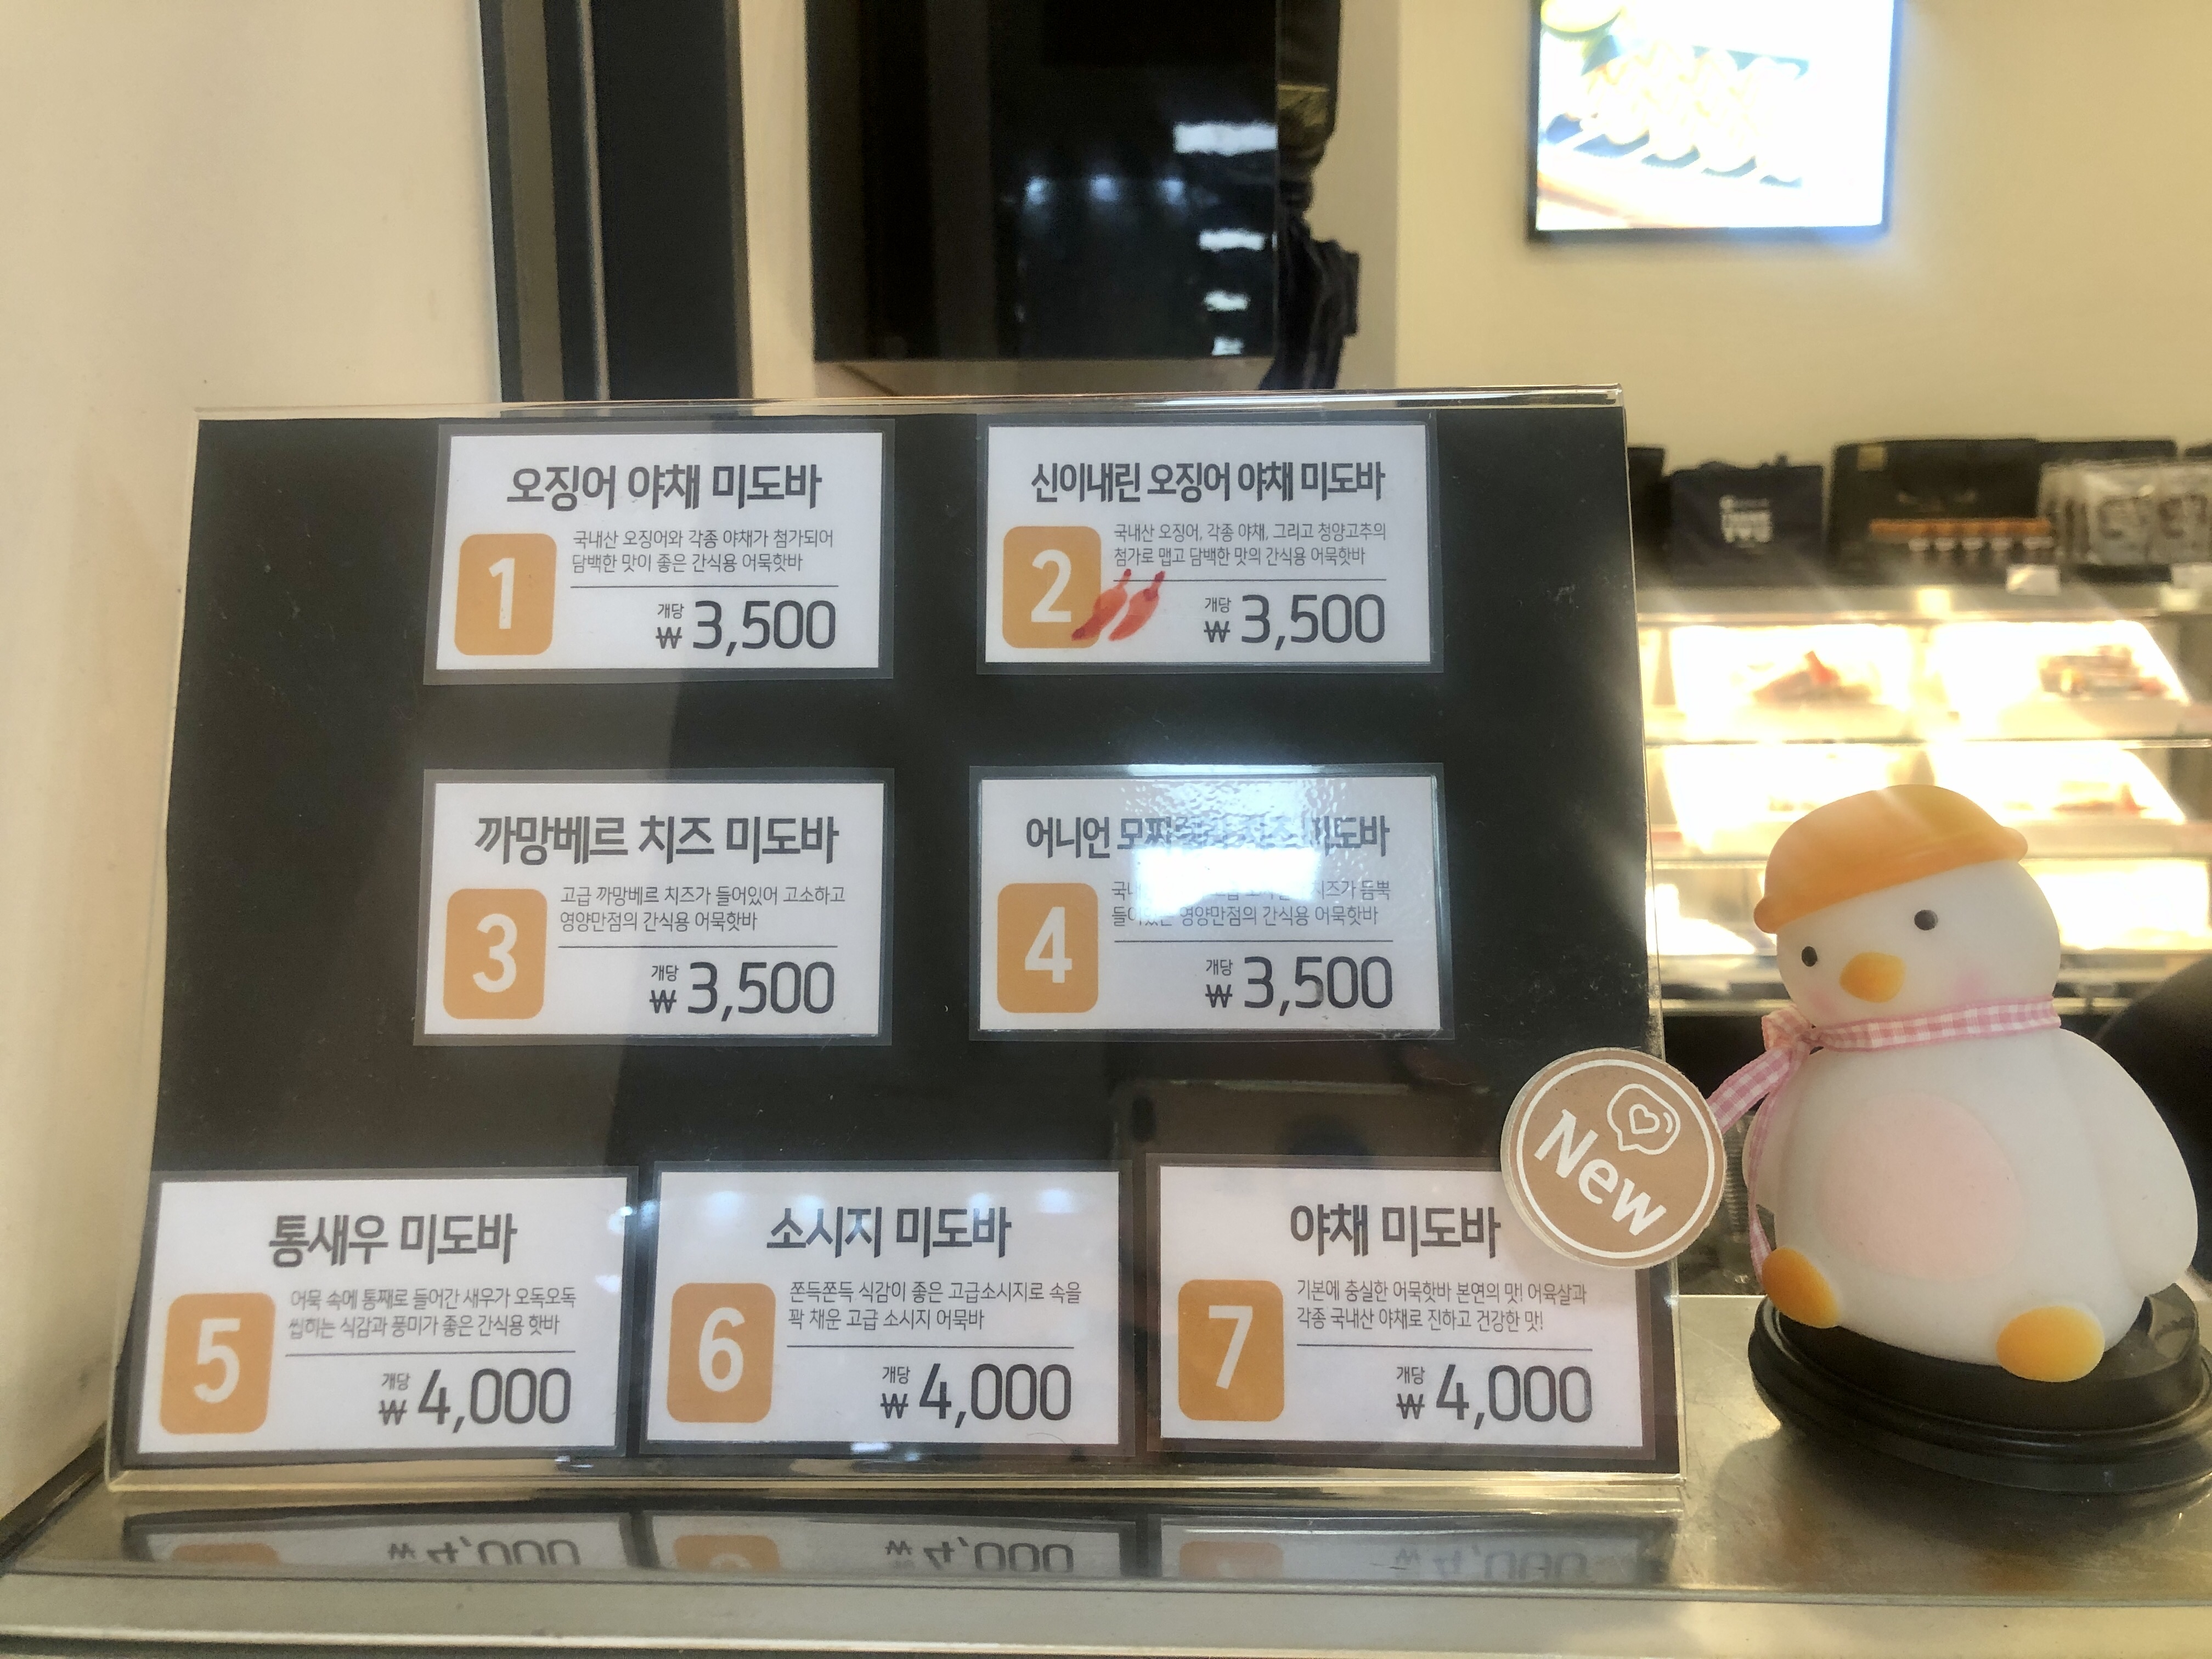 오징어 야채 미도바
1
국내산 오징어와 각종 야채가 첨가되어
담백한 맛이 좋은 간식용 어묵핫바
개당
₩ 3,500
신이내린 오징어 야채 미도바
2
국내산 오징어, 각종 야채, 그리고 청양고추의
첨가로 맵고 담백한 맛의 간식용 어묵핫바
개당
₩ 3,500
까망베르 치즈 미도바
3
고급 까망베르 치즈가 들어있어 고소하고
영양만점의 간식용 어묵핫바
개당
₩ 3,500
어니언 미도바
4
치즈가 듬뿍
영양만점의 간식용 어묵핫바
개당
₩ 3,500
통새우 미도바
5
어묵 속에 통째로 들어간 새우가 오독오독
씹히는 식감과 풍미가 좋은 간식용 핫바
개당
₩ 4,000
소시지 미도바
6
쫀득쫀득 식감이 좋은 고급소시지로 속을
꽉 채운 고급 소시지 어묵바
개당
₩ 4,000
야채 미도바
New
7
기본에 충실한 어묵핫바 본연의 맛! 어육살과
각종 국내산 야채로 진하고 건강한 맛!
개당
₩ 4,000